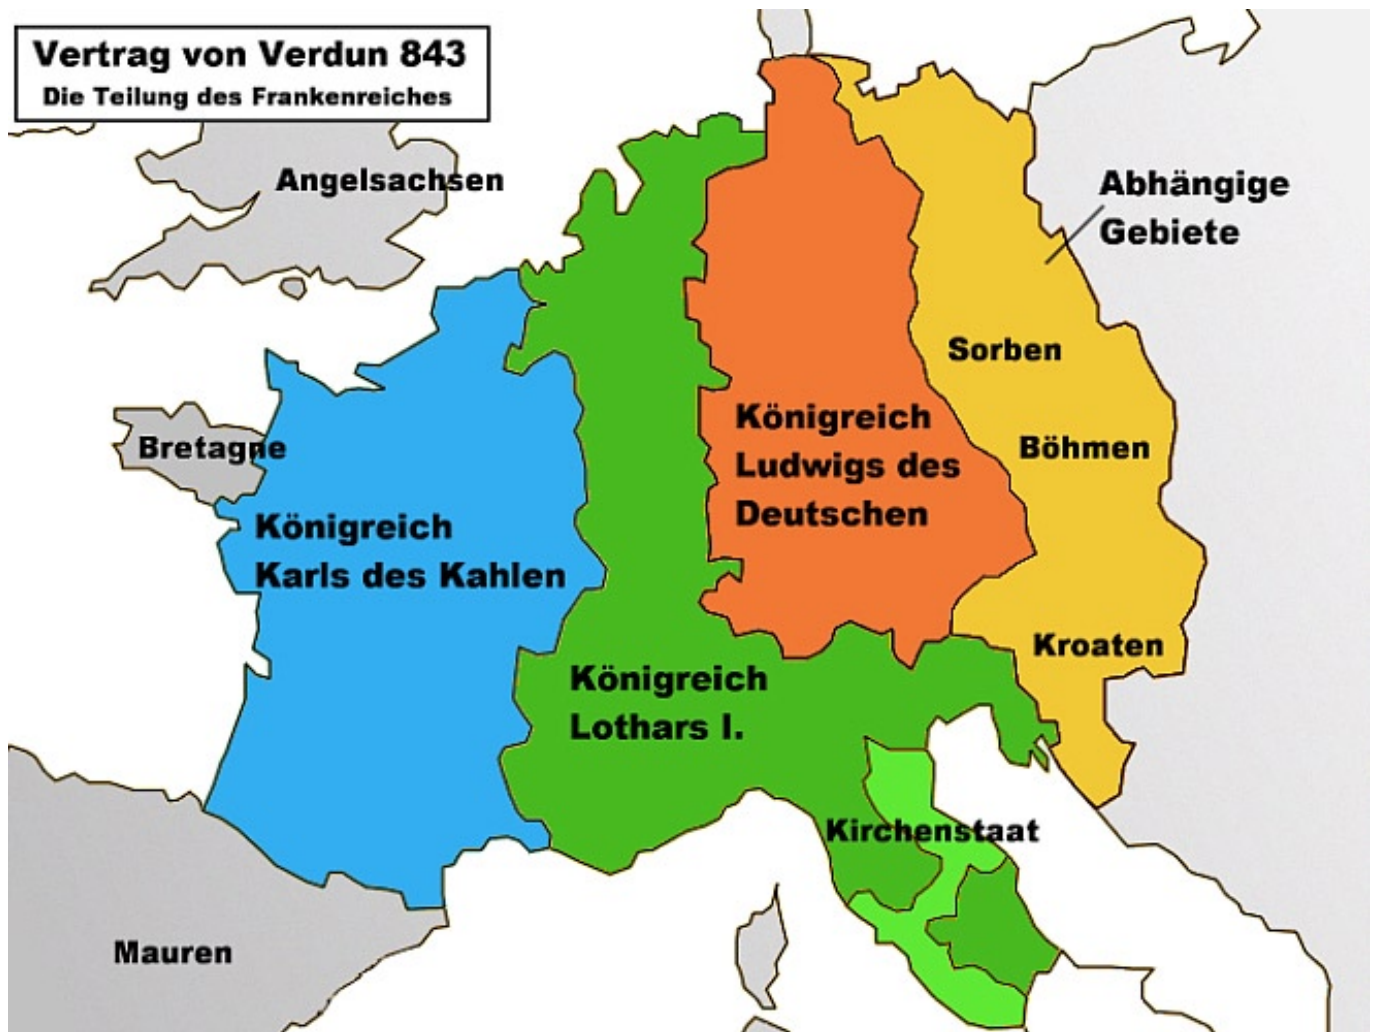 Vertrag von Verdun 843
Die Teilung des Frankenreiches
Angelsachsen
Abhängige
Gebiete
Sorben
Bretagne
Königreich
Ludwigs des
Deutschen
Böhmen
Königreich
Karls des Kahlen
Kroaten
Königreich
Lothars I.
Kirchenstaat
Mauren